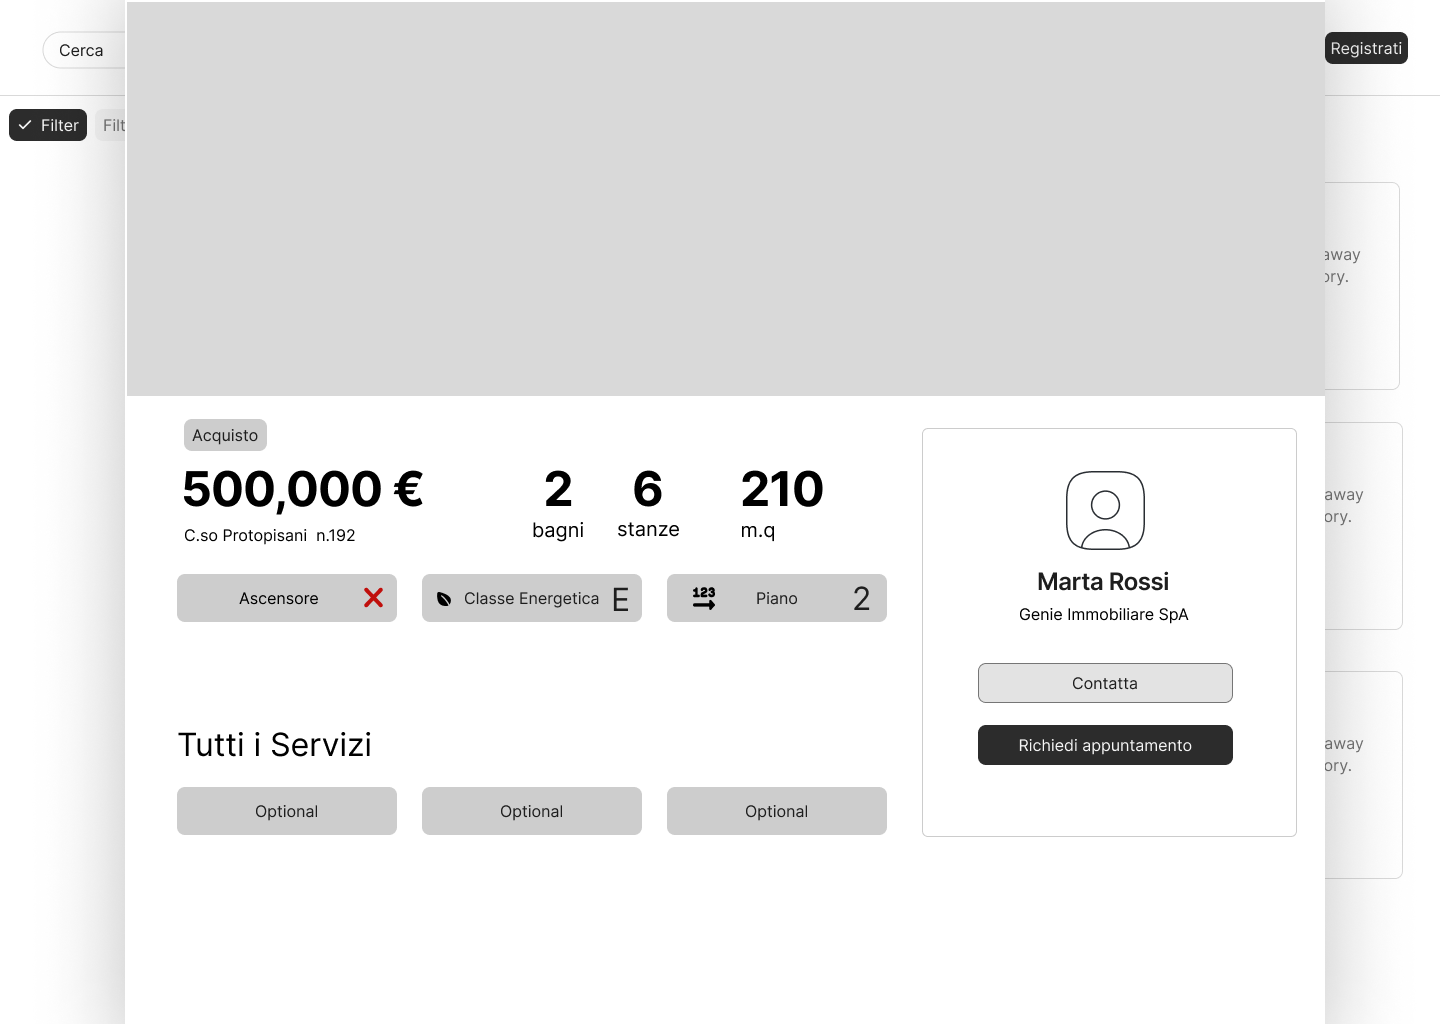 Cerca
Registrati
Filter
Filt
away
ory.
Acquisto
500,000 €
2 6 210
bagni stanze m.q
C.so Protopisani n.192
Ascensore
Classe Energetica E
123 Piano 2
Marta Rossi
Genie Immobiliare SpA
Contatta
Richiedi appuntamento
away
ory.
Tutti i Servizi
Optional Optional Optional
away
ory.